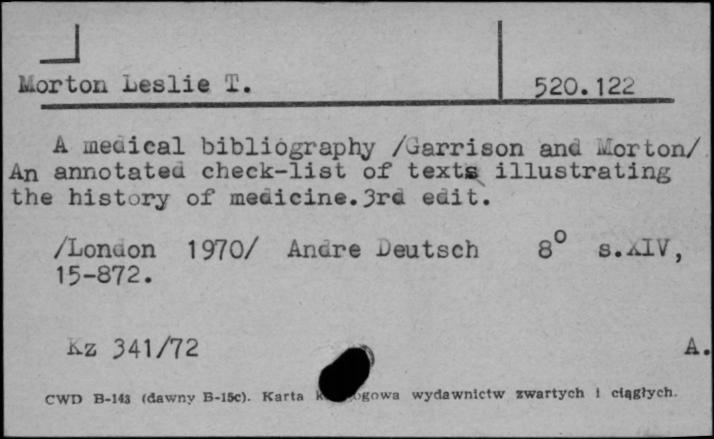 Morton Leslie T.
520.122
A medical bibliography /Garrison and Morton/
An annotated check-list of texts illustrating
the history of medicine.3rd edit.
/London 1970/ Andre Deutsch 8° s.XIV,
15-872.
Kz 341/72 A.
CWD B-143 (dawny B-15c). Karta wydawnictw zwartych i ciągłych.